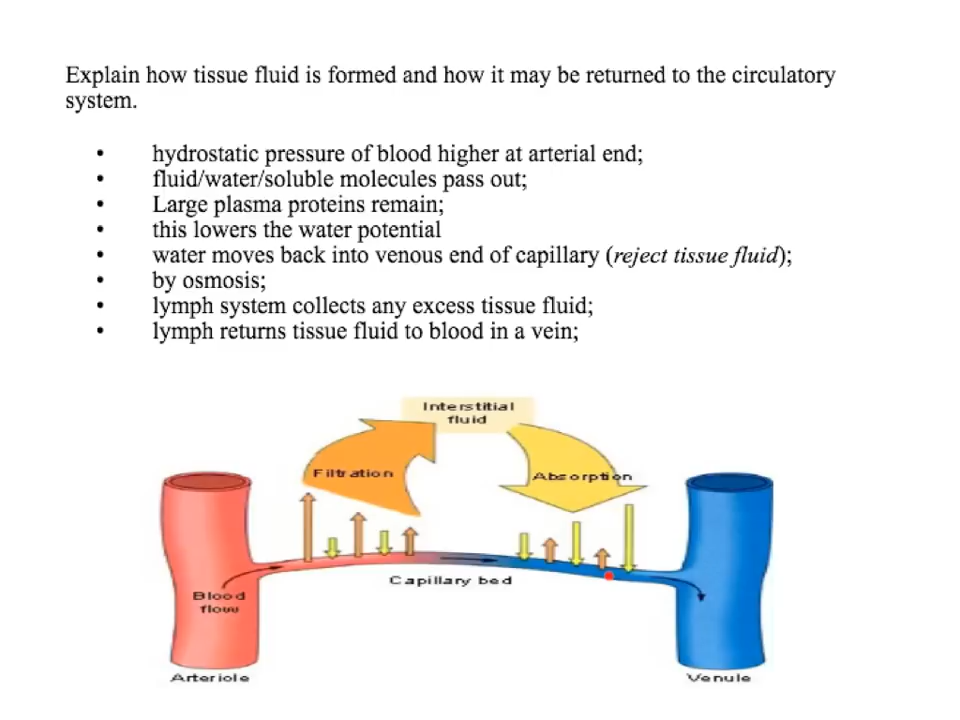 Explain how tissue fluid is formed and how it may be returned to the circulatory
system.
• hydrostatic pressure of blood higher at arterial end;
• fluid/water/soluble molecules pass out;
• Large plasma proteins remain;
• this lowers the water potential
• water moves back into venous end of capillary (reject tissue fluid);
• by osmosis;
• lymph system collects any excess tissue fluid;
• lymph returns tissue fluid to blood in a vein;
Interstitial
fluid
Filtration
Absorption
Capillary bed
Blood
flow
Arteriole
Venule